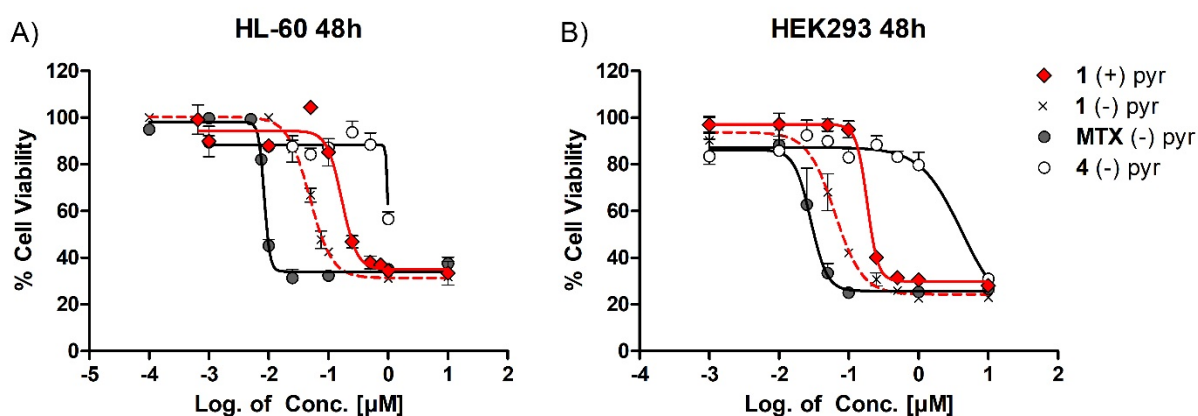 A)
HL-60 48h
% Cell Viability
120
100
80
60
40
20
0
-5 -4 -3 -2 -1 0 1 2
Log. of Conc. [µM]
B)
HEK293 48h
% Cell Viability
120
100
80
60
40
20
0
-4 -3 -2 -1 0 1 2
Log. of Conc. [µM]
1 (+) pyr
1 (-) pyr
MTX (-) pyr
4 (-) pyr